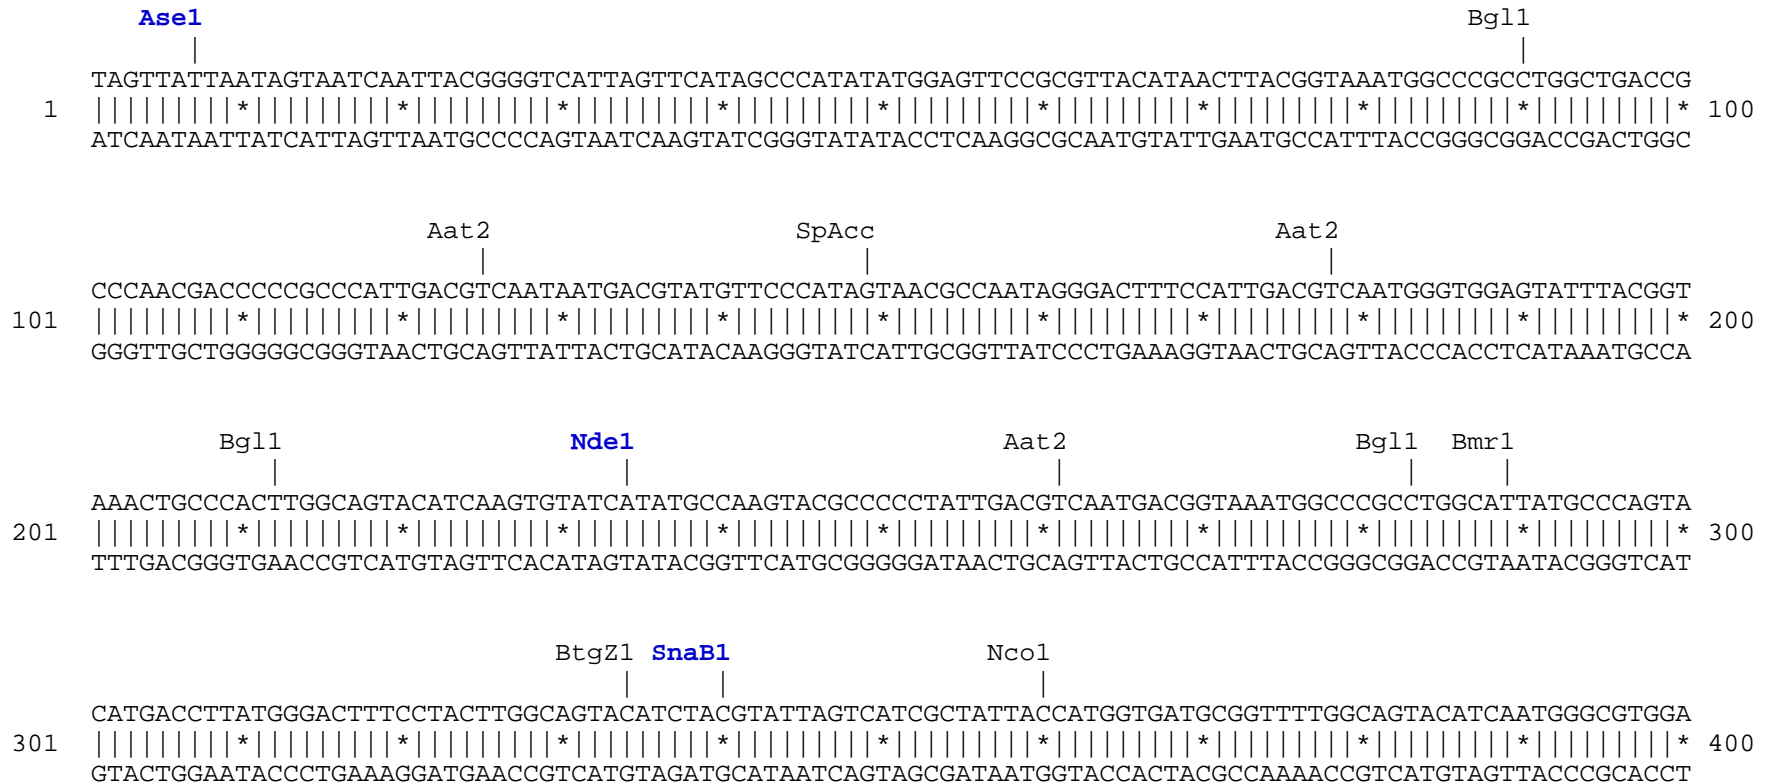 Ase1 Bgl1
TAGTTATTAATAGTAATCAATTACGGGGTCATTAGTTCATAGCCCATATATGGAGTTCCGCGTTACATAACTTACGGTAAATGGCCCGCCTGGCTGACCG
1 |||||||||*|||||||||*|||||||||*|||||||||*|||||||||*|||||||||*|||||||||*|||||||||*|||||||||*|||||||||* 100
ATCAATAATTATCATTAGTTAATGCCCCAGTAATCAAGTATCGGGTATATACCTCAAGGCGCAATGTATTGAATGCCATTTACCGGGCGGACCGACTGGC
Aat2 SpAcc Aat2
CCCAACGACCCCCGCCCATTGACGTCAATAATGACGTATGTTCCCATAGTAACGCCAATAGGGACTTTCCATTGACGTCAATGGGTGGAGTATTTACGGT
101 |||||||||*|||||||||*|||||||||*|||||||||*|||||||||*|||||||||*|||||||||*|||||||||*|||||||||*|||||||||* 200
GGGTTGCTGGGGGCGGGTAACTGCAGTTATTACTGCATACAAGGGTATCATTGCGGTTATCCCTGAAAGGTAACTGCAGTTACCCACCTCATAAATGCCA
Bgl1 Nde1 Aat2 Bgl1 Bmr1
AAACTGCCCACTTGGCAGTACATCAAGTGTATCATATGCCAAGTACGCCCCCTATTGACGTCAATGACGGTAAATGGCCCGCCTGGCATTATGCCCAGTA
201 |||||||||*|||||||||*|||||||||*|||||||||*|||||||||*|||||||||*|||||||||*|||||||||*|||||||||*|||||||||* 300
TTTGACGGGTGAACCGTCATGTAGTTCACATAGTATACGGTTCATGCGGGGGATAACTGCAGTTACTGCCATTTACCGGGCGGACCGTAATACGGGTCAT
BtgZ1 SnaB1 Nco1
CATGACCTTATGGGACTTTCCTACTTGGCAGTACATCTACGTATTAGTCATCGCTATTACCATGGTGATGCGGTTTTGGCAGTACATCAATGGGCGTGGA
301 |||||||||*|||||||||*|||||||||*|||||||||*|||||||||*|||||||||*|||||||||*|||||||||*|||||||||*|||||||||* 400
GTACTGGAATACCCTGAAAGGATGAACCGTCATGTAGATGCATAATCAGTAGCGATAATGGTACCACTACGCCAAAACCGTCATGTAGTTACCCGCACCT